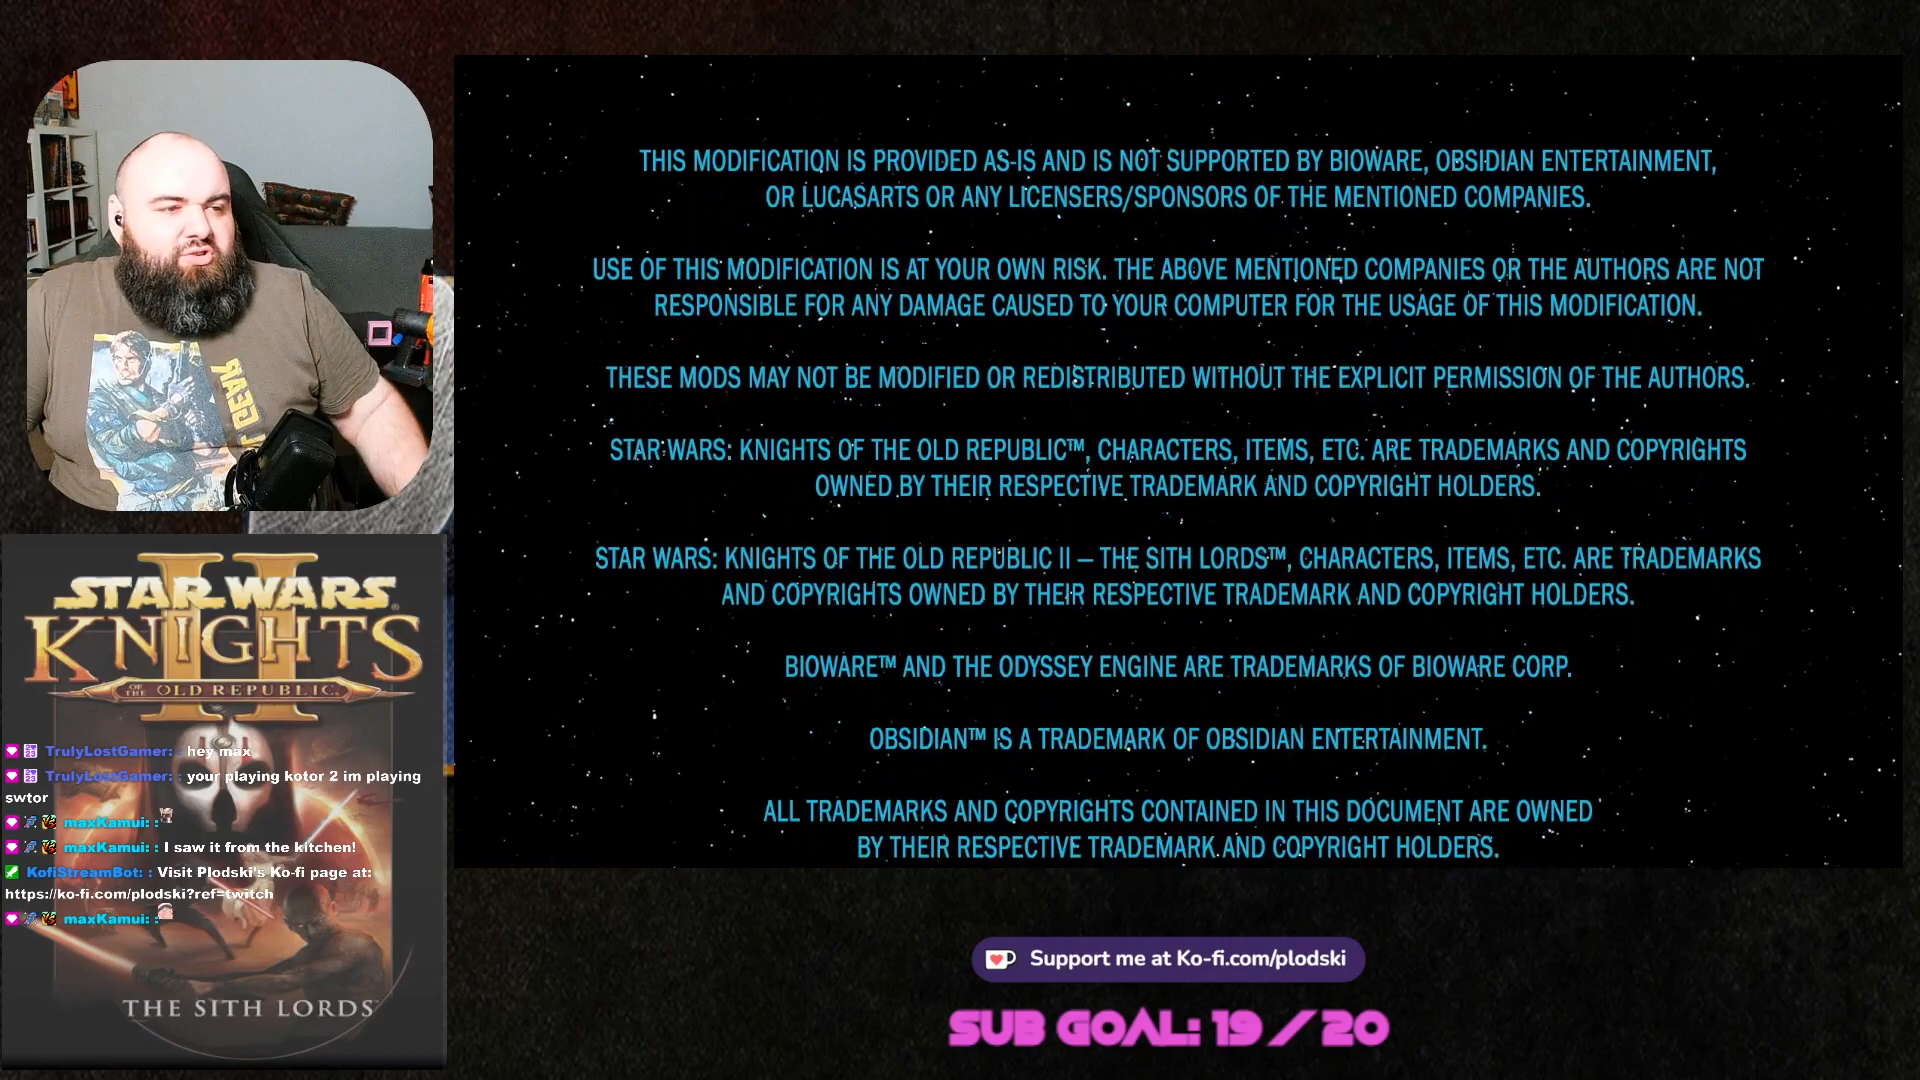 THIS MODIFICATION IS PROVIDED AS-IS AND IS NOT SUPPORTED BY BIOWARE, OBSIDIAN ENTERTAINMENT,
OR LUCASARTS OR ANY LICENSERS/SPONSORS OF THE MENTIONED COMPANIES.
USE OF THIS MODIFICATION IS AT YOUR OWN RISK. THE ABOVE MENTIONED COMPANIES OR THE AUTHORS ARE NOT
RESPONSIBLE FOR ANY DAMAGE CAUSED TO YOUR COMPUTER FOR THE USAGE OF THIS MODIFICATION.
THESE MODS MAY NOT BE MODIFIED OR REDISTRIBUTED WITHOUT THE EXPLICIT PERMISSION OF THE AUTHORS.
STAR WARS: KNIGHTS OF THE OLD REPUBLIC™, CHARACTERS, ITEMS, ETC. ARE TRADEMARKS AND COPYRIGHTS
OWNED BY THEIR RESPECTIVE TRADEMARK AND COPYRIGHT HOLDERS.
STAR WARS: KNIGHTS OF THE OLD REPUBLIC II – THE SITH LORDS™, CHARACTERS, ITEMS, ETC. ARE TRADEMARKS
AND COPYRIGHTS OWNED BY THEIR RESPECTIVE TRADEMARK AND COPYRIGHT HOLDERS.
BIOWARE™ AND THE ODYSSEY ENGINE ARE TRADEMARKS OF BIOWARE CORP.
OBSIDIAN™ IS A TRADEMARK OF OBSIDIAN ENTERTAINMENT.
ALL TRADEMARKS AND COPYRIGHTS CONTAINED IN THIS DOCUMENT ARE OWNED
BY THEIR RESPECTIVE TRADEMARK AND COPYRIGHT HOLDERS.
GEAR
II
STAR WARS
KNIGHTS
OF THE OLD REPUBLIC
TrulyLostGamer: : hey max
TrulyLostGamer: : your playing kotor 2 im playing
swtor
maxKamui: :
maxKamui: : I saw it from the kitchen!
KofiStreamBot: : Visit Plodski's Ko-fi page at:
https://ko-fi.com/plodski?ref=twitch
maxKamui: :
THE SITH LORDS
Support me at Ko-fi.com/plodski
SUB GOAL: 19 / 20